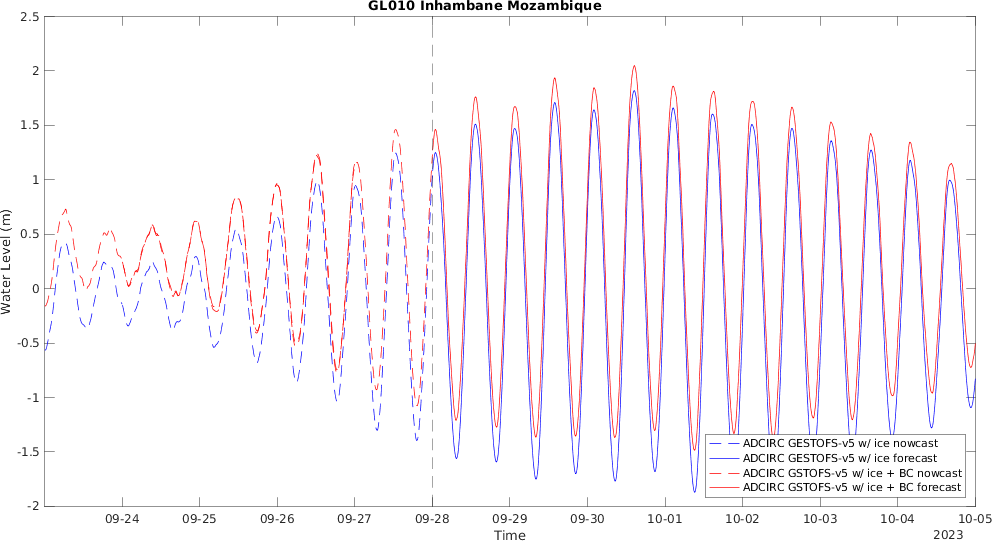 GL010 Inhambane Mozambique
2.5
2
1.5
1
0.5
0
-0.5
-1
-1.5
-2
Water Level (m)
ADCIRC GESTOFS-v5 w/ ice nowcast
ADCIRC GESTOFS-v5 w/ ice forecast
ADCIRC GSTOFS-v5 w/ ice + BC nowcast
ADCIRC GSTOFS-v5 w/ ice + BC forecast
09-24 09-25 09-26 09-27 09-28 09-29 09-30 10-01 10-02 10-03 10-04 10-05
Time
2023